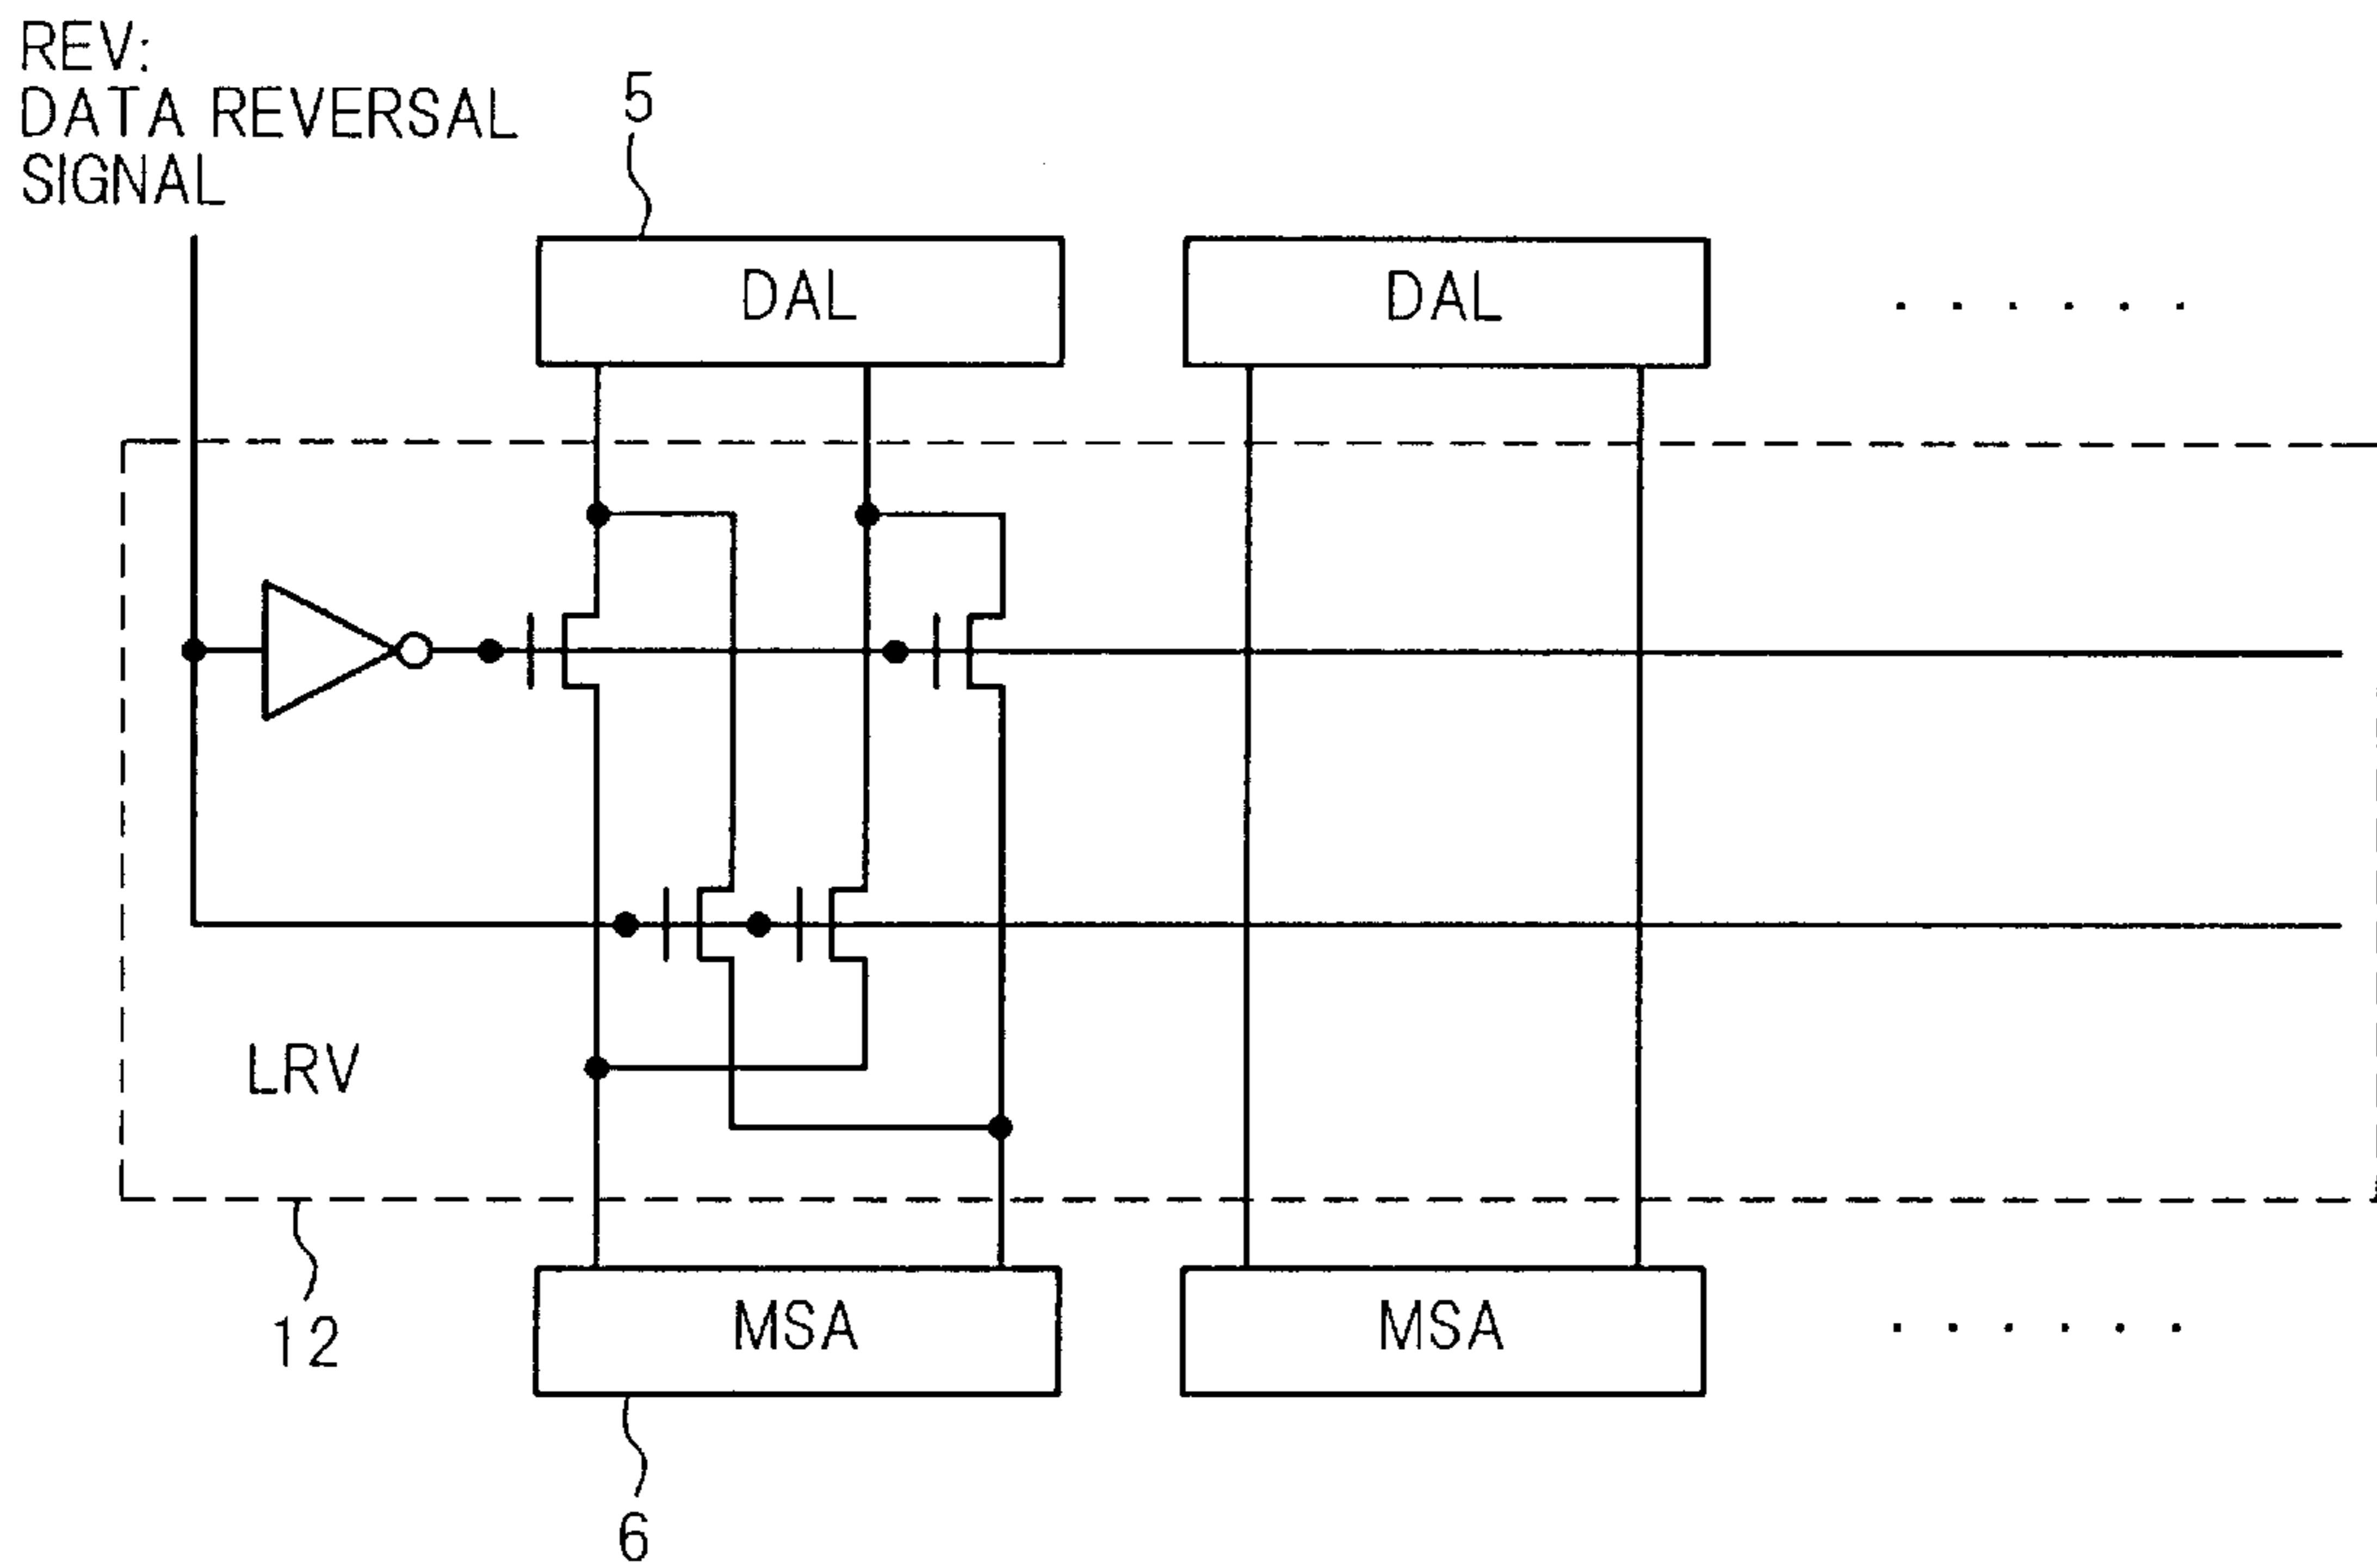 REV:
DATA REVERSAL
SIGNAL
5
DAL
DAL
LRV
12
MSA
MSA
6